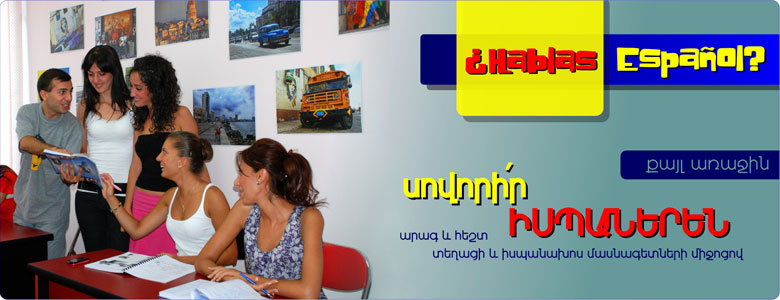 ¿Hablas Español?
քայլ առաջին
սովորի՛ր
ԻՍՊԱՆԵՐԵՆ
արագ և հեշտ
տեղացի և իսպանախոս մասնագետների միջոցով